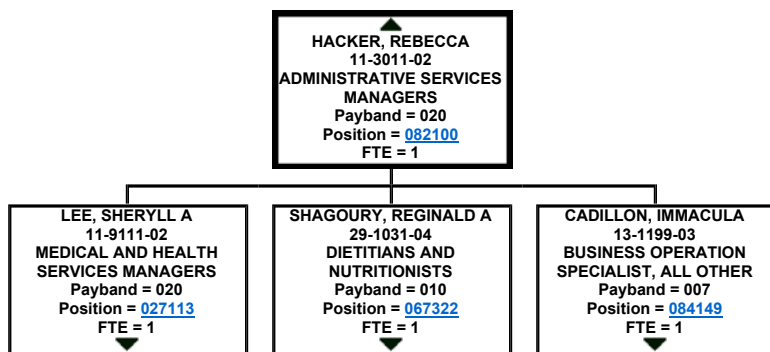 HACKER, REBECCA
11-3011-02
ADMINISTRATIVE SERVICES
MANAGERS
Payband = 020
Position = 082100
FTE = 1
LEE, SHERYLL A
11-9111-02
MEDICAL AND HEALTH
SERVICES MANAGERS
Payband = 020
Position = 027113
FTE = 1
SHAGOURY, REGINALD A
29-1031-04
DIETITIANS AND
NUTRITIONISTS
Payband = 010
Position = 067322
FTE = 1
CADILLON, IMMACULA
13-1199-03
BUSINESS OPERATION
SPECIALIST, ALL OTHER
Payband = 007
Position = 084149
FTE = 1